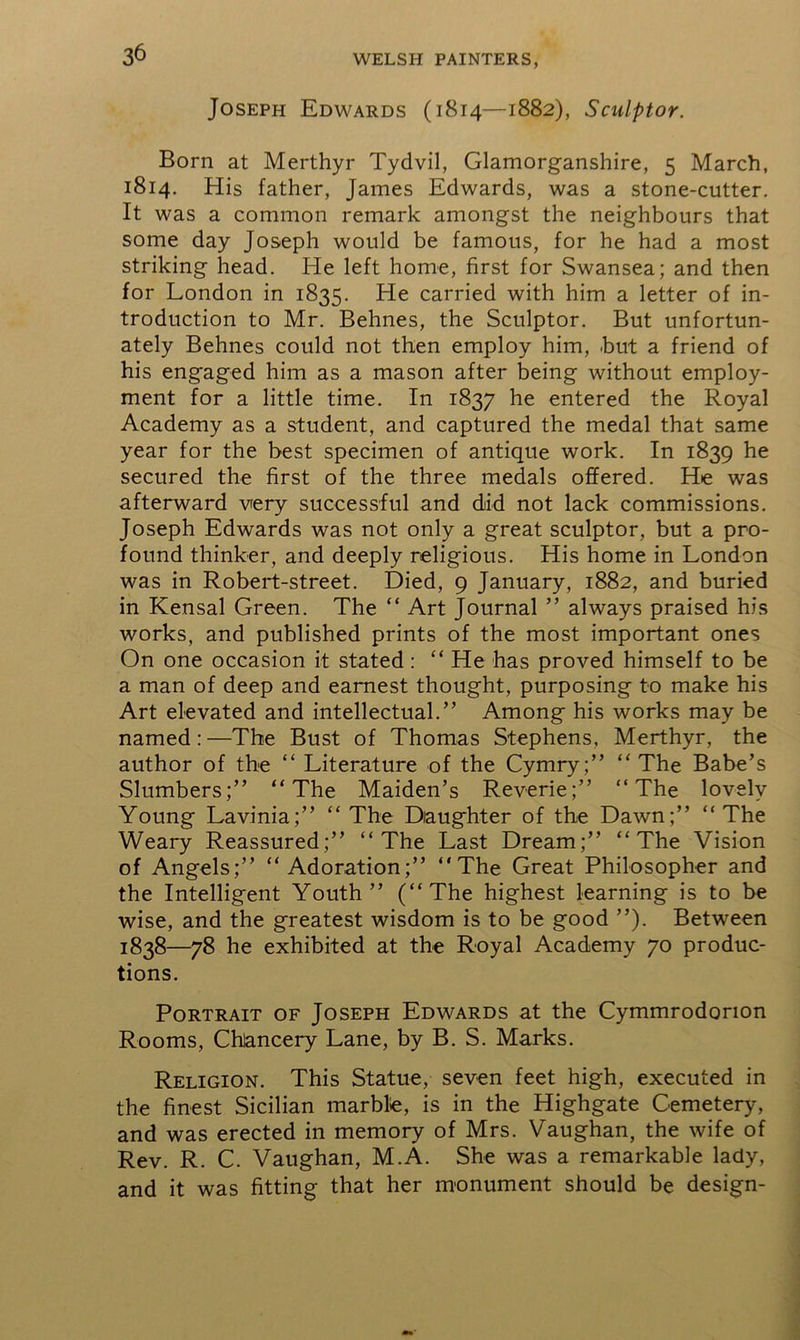 36 WELSH PAINTERS,
Joseph Edwards (1814—1882), Sculptor.
Born at Merthyr Tydvil, Glamorganshire, 5 March,
1814. His father, James Edwards, was a stone-cutter.
It was a common remark amongst the neighbours that
some day Joseph would be famous, for he had a most
striking head. He left home, first for Swansea; and then
for London in 1835. He carried with him a letter of in-
troduction to Mr. Behnes, the Sculptor. But unfortun-
ately Behnes could not then employ him, but a friend of
his engaged him as a mason after being without employ-
ment for a little time. In 1837 he entered the Royal
Academy as a student, and captured the medal that same
year for the best specimen of antique work. In 1839 he
secured the first of the three medals offered. He was
afterward very successful and did not lack commissions.
Joseph Edwards was not only a great sculptor, but a pro-
found thinker, and deeply religious. His home in London
was in Robert-street. Died, 9 January, 1882, and buried
in Kensal Green. The “ Art Journal ” always praised his
works, and published prints of the most important ones
On one occasion it stated : “ He has proved himself to be
a man of deep and earnest thought, purposing to make his
Art elevated and intellectual.” Among his works may be
named:—The Bust of Thomas Stephens, Merthyr, the
author of the “ Literature of the Cymry;” “ The Babe’s
Slumbers;” “ The Maiden’s Reverie;” “ The lovely
Young Lavinia;” “ The Daughter of the Dawn;” “ The
Weary Reassured;” “ The Last Dream;” “ The Vision
of Angels;” “ Adoration;” “ The Great Philosopher and
the Intelligent Youth ” (“ The highest learning is to be
wise, and the greatest wisdom is to be good ”). Between
1838—78 he exhibited at the Royal Academy 70 produc-
tions.
Portrait of Joseph Edwards at the Cymmrodorion
Rooms, Chancery Lane, by B. S. Marks.
Religion. This Statue, seven feet high, executed in
the finest Sicilian marble, is in the Highgate Cemetery,
and was erected in memory of Mrs. Vaughan, the wife of
Rev. R. C. Vaughan, M.A. She was a remarkable lady,
and it was fitting that her monument should be design-